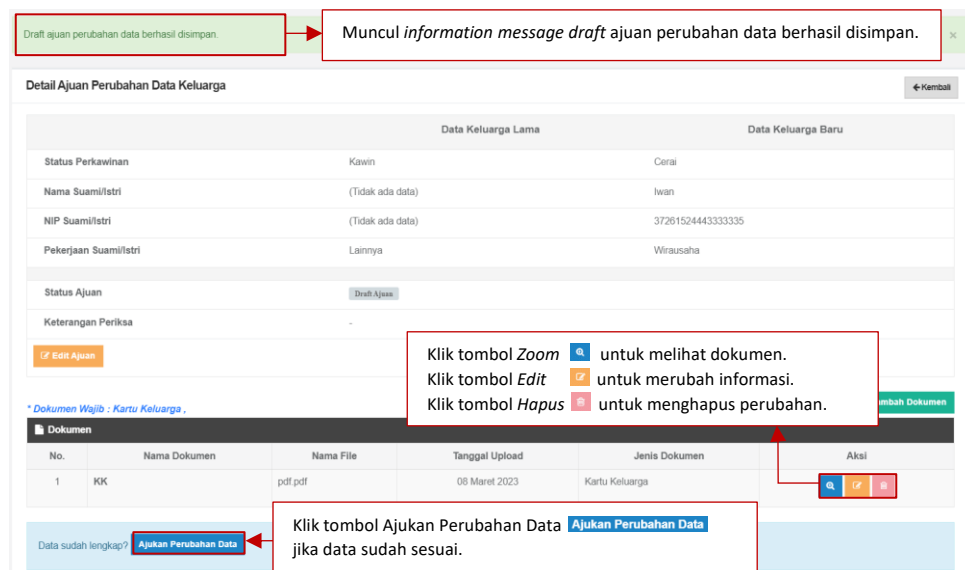 Draft ajuan perubahan data berhasil disimpan.
Muncul information message draft ajuan perubahan data berhasil disimpan.
×
Detail Ajuan Perubahan Data Keluarga
Kembali
Data Keluarga Lama Data Keluarga Baru
Status Perkawinan Kawin Cerai
Nama Suami/Istri (Tidak ada data) Iwan
NIP Suami/Istri (Tidak ada data) 37261524443333335
Pekerjaan Suami/Istri Lainnya Wirausaha
Status Ajuan Draft Ajuan
Keterangan Periksa -
Edit Ajuan
Klik tombol Zoom untuk melihat dokumen.
Klik tombol Edit untuk merubah informasi.
Klik tombol Hapus untuk menghapus perubahan.
* Dokumen Wajib : Kartu Keluarga ,
mbah Dokumen
Dokumen
No. Nama Dokumen Nama File Tanggal Upload Jenis Dokumen Aksi
1 KK pdf.pdf 08 Maret 2023 Kartu Keluarga
Data sudah lengkap? Ajukan Perubahan Data
Klik tombol Ajukan Perubahan Data Ajukan Perubahan Data
jika data sudah sesuai.